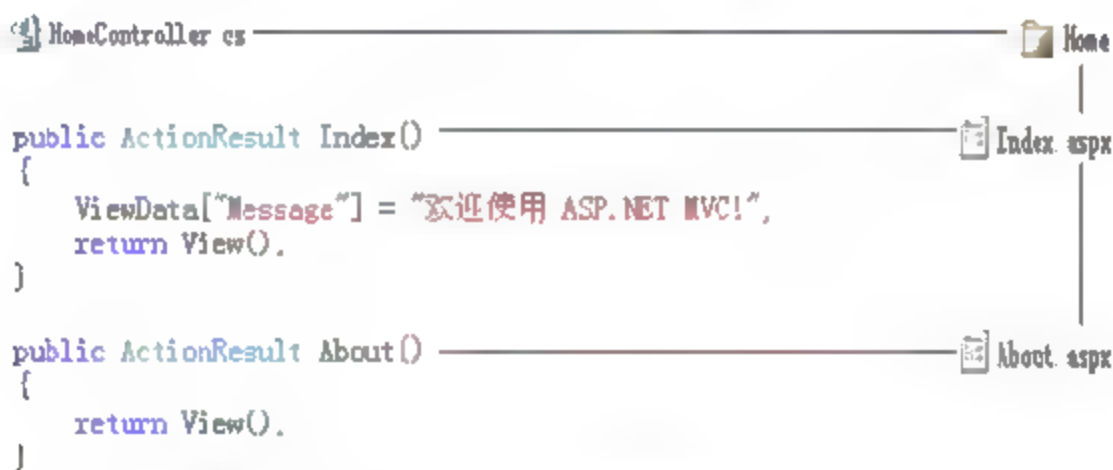 HomeController cs
Home
public ActionResult Index()
Index.aspx
{
ViewData["Message"] = "欢迎使用 ASP.NET MVC!",
return View().
}
public ActionResult About()
About.aspx
{
return View().
}